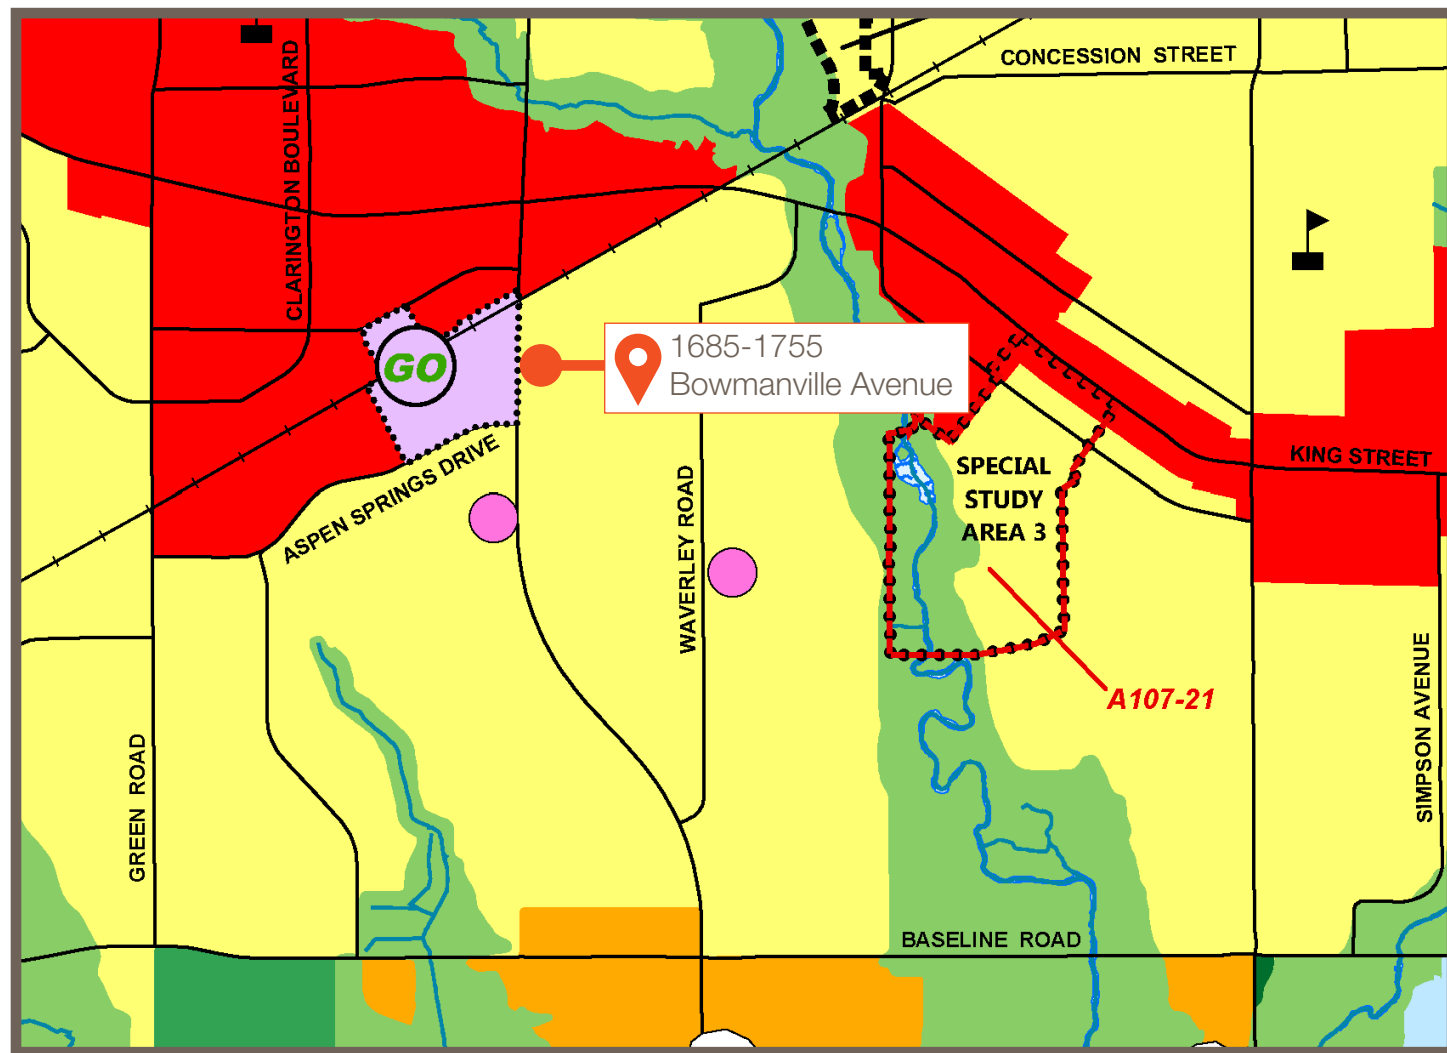 CONCESSION STREET
CLARINGTON BOULEVARD
GO
1685-1755
Bowmanville Avenue
ASPEN SPRINGS DRIVE
WAVERLEY ROAD
SPECIAL
STUDY
AREA 3
KING STREET
A107-21
GREEN ROAD
SIMPSON AVENUE
BASELINE ROAD